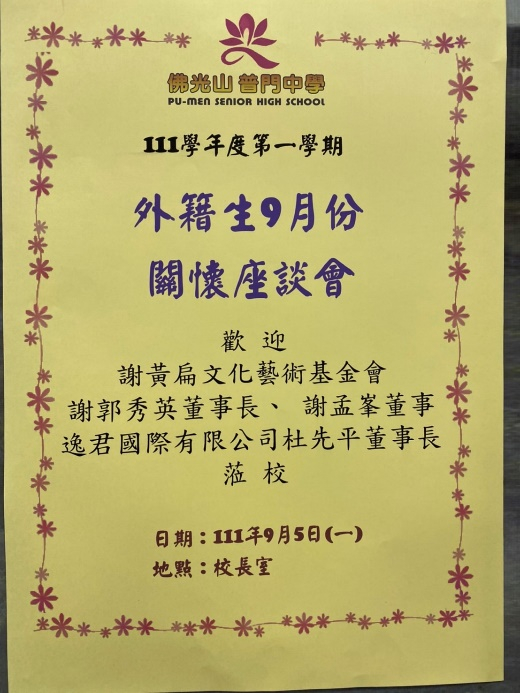 佛光山 普門中學
PU-MEN SENIOR HIGH SCHOOL
111學年度第一學期
外籍生9月份
關懷座談會
歡 迎
謝黃扁文化藝術基金會
謝郭秀英董事長、謝孟峯董事
逸君國際有限公司杜先平董事長
蒞 校
日期：111年9月5日(一)
地點：校長室